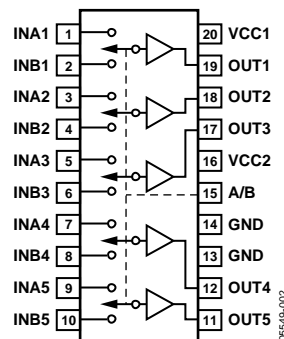 INA1 1 20 VCC1
INB1 2 19 OUT1
INA2 3 18 OUT2
INB2 4 17 OUT3
INA3 5 16 VCC2
INB3 6 15 A/B
INA4 7 14 GND
INB4 8 13 GND
INA5 9 12 OUT4
INB5 10 11 OUT5
05549-002